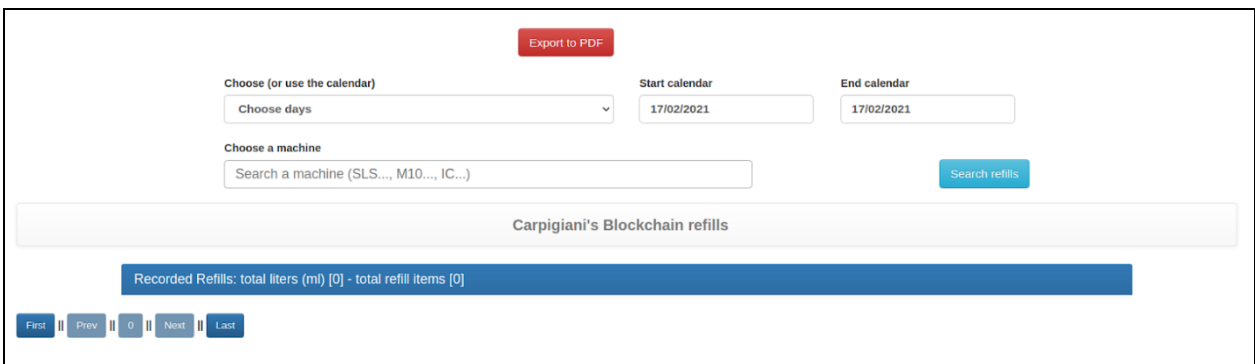 Export to PDF
Choose (or use the calendar) Start calendar End calendar
Choose days 17/02/2021 17/02/2021
Choose a machine
Search a machine (SLS..., M10..., IC...) Search refills
Carpigiani's Blockchain refills
Recorded Refills: total liters (ml) [0] - total refill items [0]
First || Prev || 0 || Next || Last